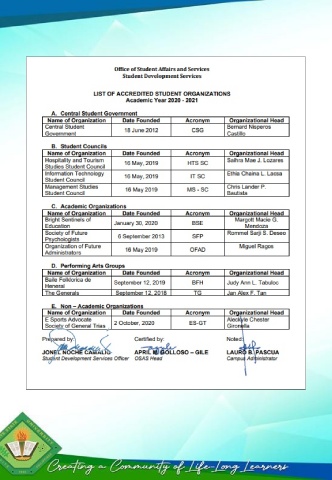 Office of Student Affairs and Services
Student Development Services
LIST OF ACCREDITED STUDENT ORGANIZATIONS
Academic Year 2020 - 2021
A. Central Student Government
Name of Organization Date Founded Acronym Organizational Head
Central Student Government 18 June 2012 CSG Bernard Nisperos Castillo
B. Student Councils
Name of Organization Date Founded Acronym Organizational Head
Hospitality and Tourism Studies Student Council 16 May, 2019 HTS SC Salhra Mae J. Lozares
Information Technology Student Council 16 May, 2019 IT SC Ethia Chaina L. Lassa
Management Studies Student Council 16 May 2019 MS - SC Chris Lander P. Bautista
C. Academic Organizations
Name of Organization Date Founded Acronym Organizational Head
Bright Sentinels of Education January 30, 2020 BSE Margott Macie G. Mendoza
Society of Future Psychologists 6 September 2013 SFP Rommel Sarji S. Deseo
Organization of Future Administrators 16 May 2019 OFAD Miguel Ragos
D. Performing Arts Groups
Name of Organization Date Founded Acronym Organizational Head
Baile Folklorico de Heneral September 12, 2019 BFH Judy Ann L. Tabuloc
The Generals September 12, 2018 TG Jan Alex F. Tan
E. Non – Academic Organizations
Name of Organization Date Founded Acronym Organizational Head
E Sports Advocate Society of General Trias 2 October, 2020 ES-GT Chester
Prepared by: Certified by: Noted:
JONEL NOCHE CAMALIG APRIL M. GOLLOSO – GILE LAURO B. PASCUA
Student Development Services Officer OSAS Head Campus Administrator
Creating a Community of Life-Long Learners